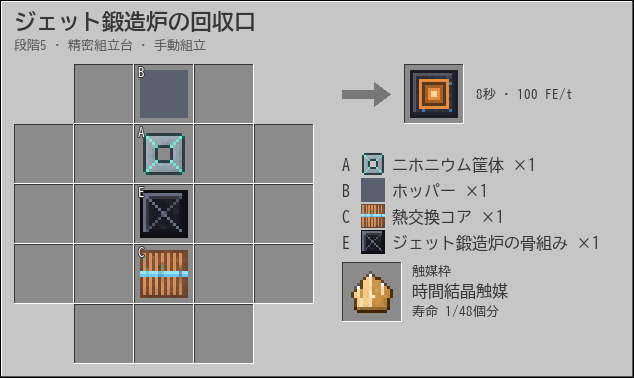 ジェット鍛造炉の回収口
段階5 · 精密組立台 · 手動組立
B
A
E
C
8秒 · 100 FE/t
A ニホニウム筐体 ×1
B ホッパー ×1
C 熱交換コア ×1
E ジェット鍛造炉の骨組み ×1
触媒枠
時間結晶触媒
寿命 1/48個分